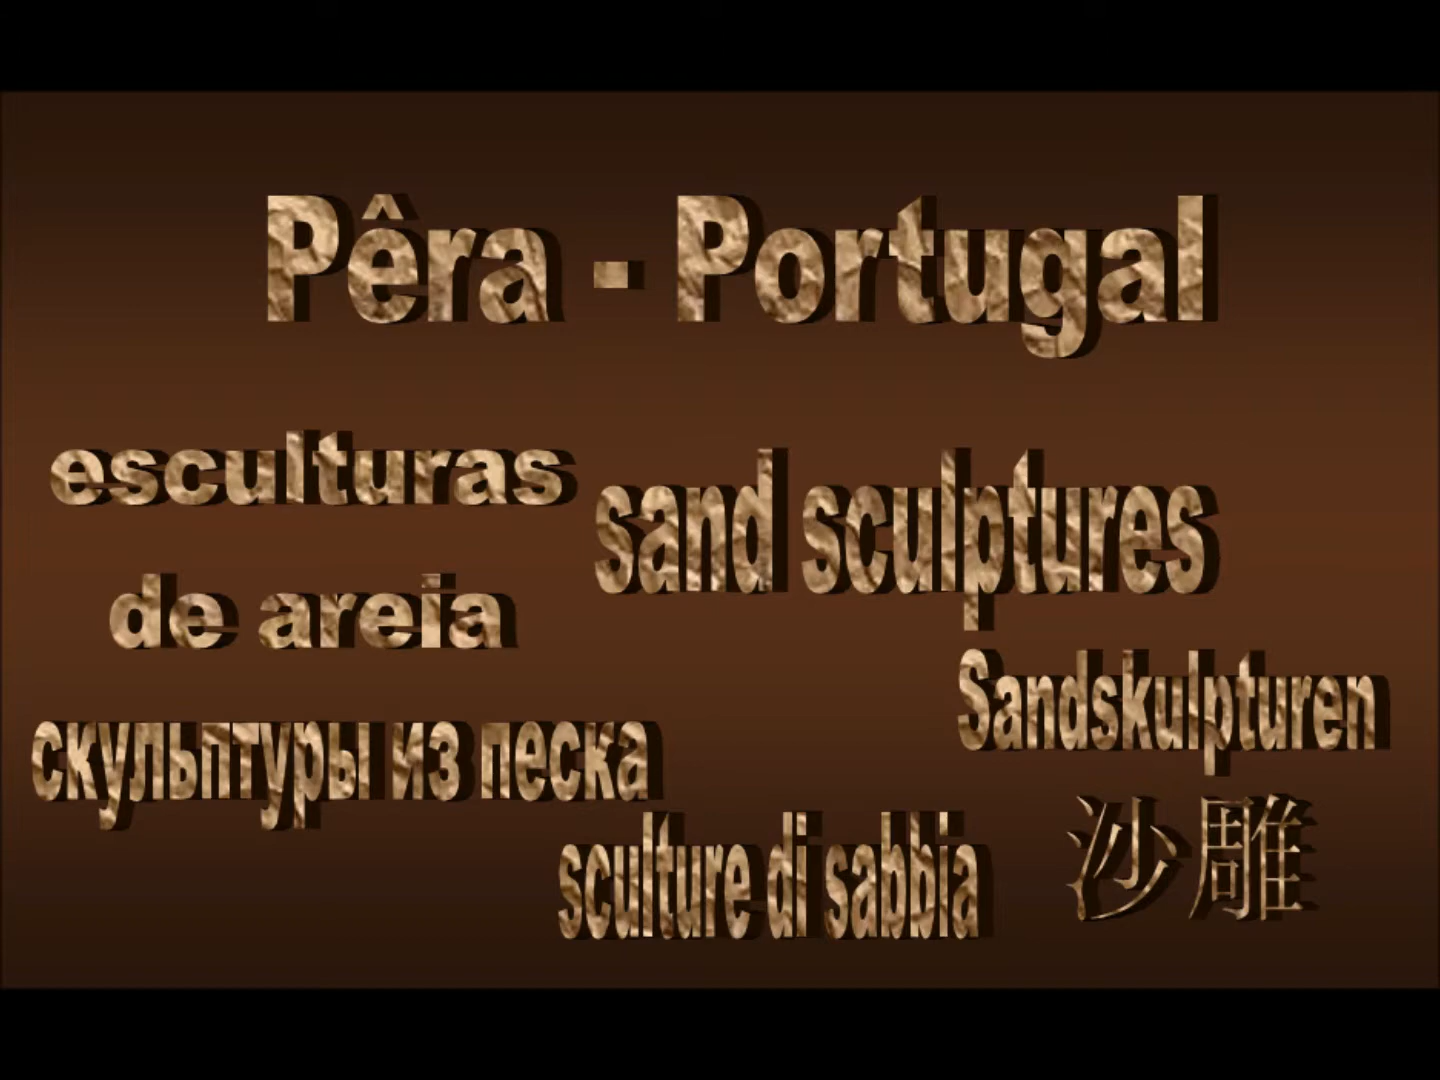 Pêra - Portugal
esculturas
de areia
sand sculptures
Sandskulpturen
скульптуры из песка
sculture di sabbia
沙雕